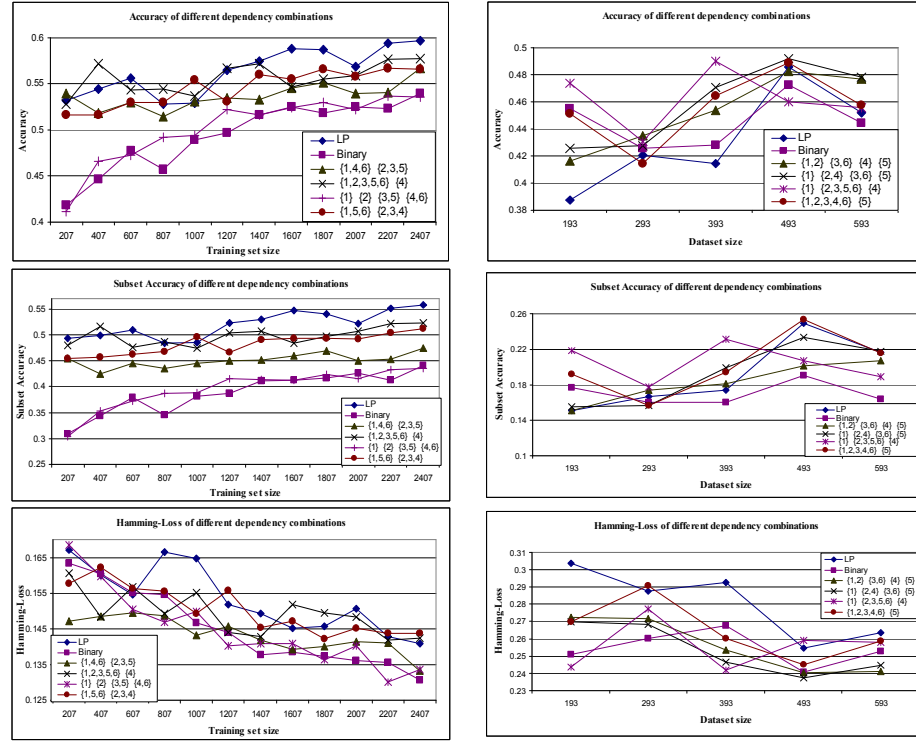 Accuracy of different dependency combinations
0.6
0.55
0.5
0.45
0.4
Accuracy
207 407 607 807 1007 1207 1407 1607 1807 2007 2207 2407
Training set size
LP
Binary
{1,4,6} {2,3,5}
{1,2,3,5,6} {4}
{1} {2} {3,5} {4,6}
{1,5,6} {2,3,4}
Accuracy of different dependency combinations
0.5
0.48
0.46
0.44
0.42
0.4
0.38
Accuracy
193 293 393 493 593
Dataset size
LP
Binary
{1,2} {3,6} {4} {5}
{1} {2,4} {3,6} {5}
{1} {2,3,5,6} {4}
{1,2,3,4,6} {5}
Subset Accuracy of different dependency combinations
0.55
0.5
0.45
0.4
0.35
0.3
0.25
Subset Accuracy
207 407 607 807 1007 1207 1407 1607 1807 2007 2207 2407
Training set size
LP
Binary
{1,4,6} {2,3,5}
{1,2,3,5,6} {4}
{1} {2} {3,5} {4,6}
{1,5,6} {2,3,4}
Subset Accuracy of different dependency combinations
0.26
0.22
0.18
0.14
0.1
Subset Accuracy
193 293 393 493 593
Dataset size
LP
Binary
{1,2} {3,6} {4} {5}
{1} {2,4} {3,6} {5}
{1} {2,3,5,6} {4}
{1,2,3,4,6} {5}
Hamming-Loss of different dependency combinations
0.165
0.155
0.145
0.135
0.125
Hamming-Loss
207 407 607 807 1007 1207 1407 1607 1807 2007 2207 2407
Training set size
LP
Binary
{1,4,6} {2,3,5}
{1,2,3,5,6} {4}
{1} {2} {3,5} {4,6}
{1,5,6} {2,3,4}
Hamming-Loss of different dependency combinations
0.31
0.3
0.29
0.28
0.27
0.26
0.25
0.24
0.23
Hamming-Loss
193 293 393 493 593
Dataset size
LP
Binary
{1,2} {3,6} {4} {5}
{1} {2,4} {3,6} {5}
{1} {2,3,5,6} {4}
{1,2,3,4,6} {5}